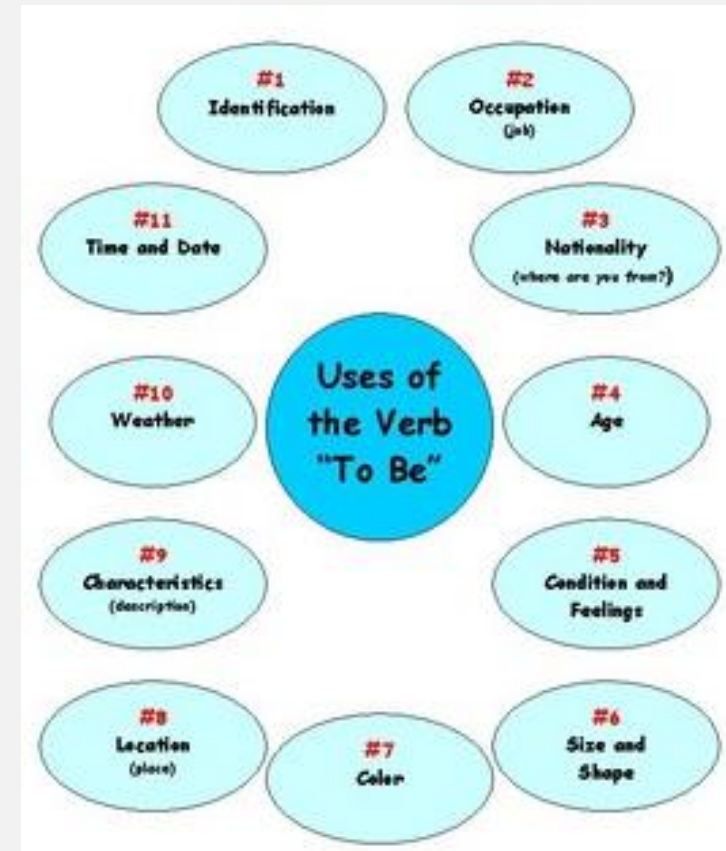 #1
Identification
#2
Occupation
(job)
#3
Nationality
(where are you from?)
#4
Age
#5
Condition and
Feelings
#6
Size and
Shape
#7
Color
#8
Location
(place)
#9
Characteristics
(description)
#10
Weather
#11
Time and Date
Uses of
the Verb
"To Be"